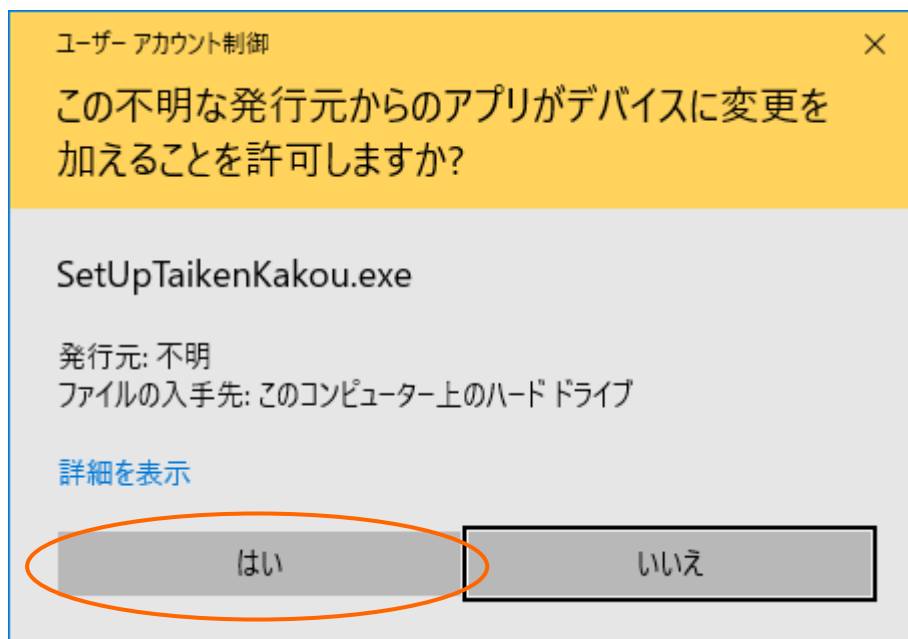 ユーザー アカウント制御
この不明な発行元からのアプリがデバイスに変更を
加えることを許可しますか?
SetUpTaikenKakou.exe
発行元: 不明
ファイルの入手先: このコンピューター上のハード ドライブ
詳細を表示
はい いいえ